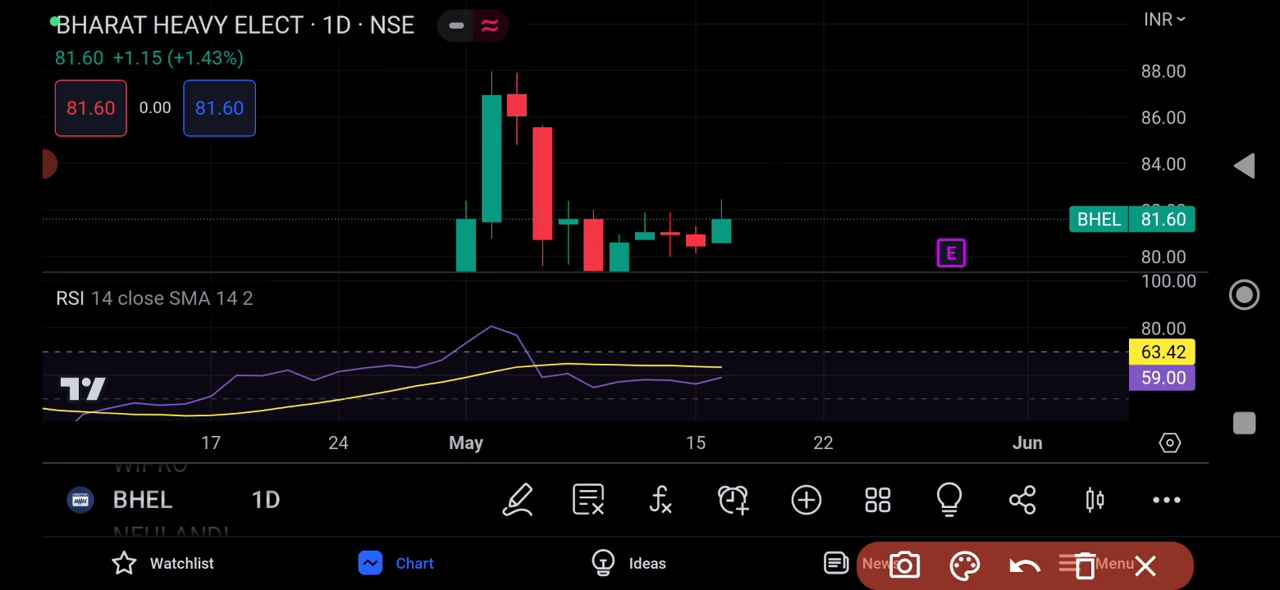 BHARAT HEAVY ELECT · 1D · NSE
INR
81.60 +1.15 (+1.43%)
81.60 0.00 81.60
88.00
86.00
84.00
BHEL 81.60
E
80.00
100.00
RSI 14 close SMA 14 2
80.00
63.42
59.00
17 24 May 15 22 Jun
WIPRO
BHEL 1D
Watchlist Chart Ideas News Menu